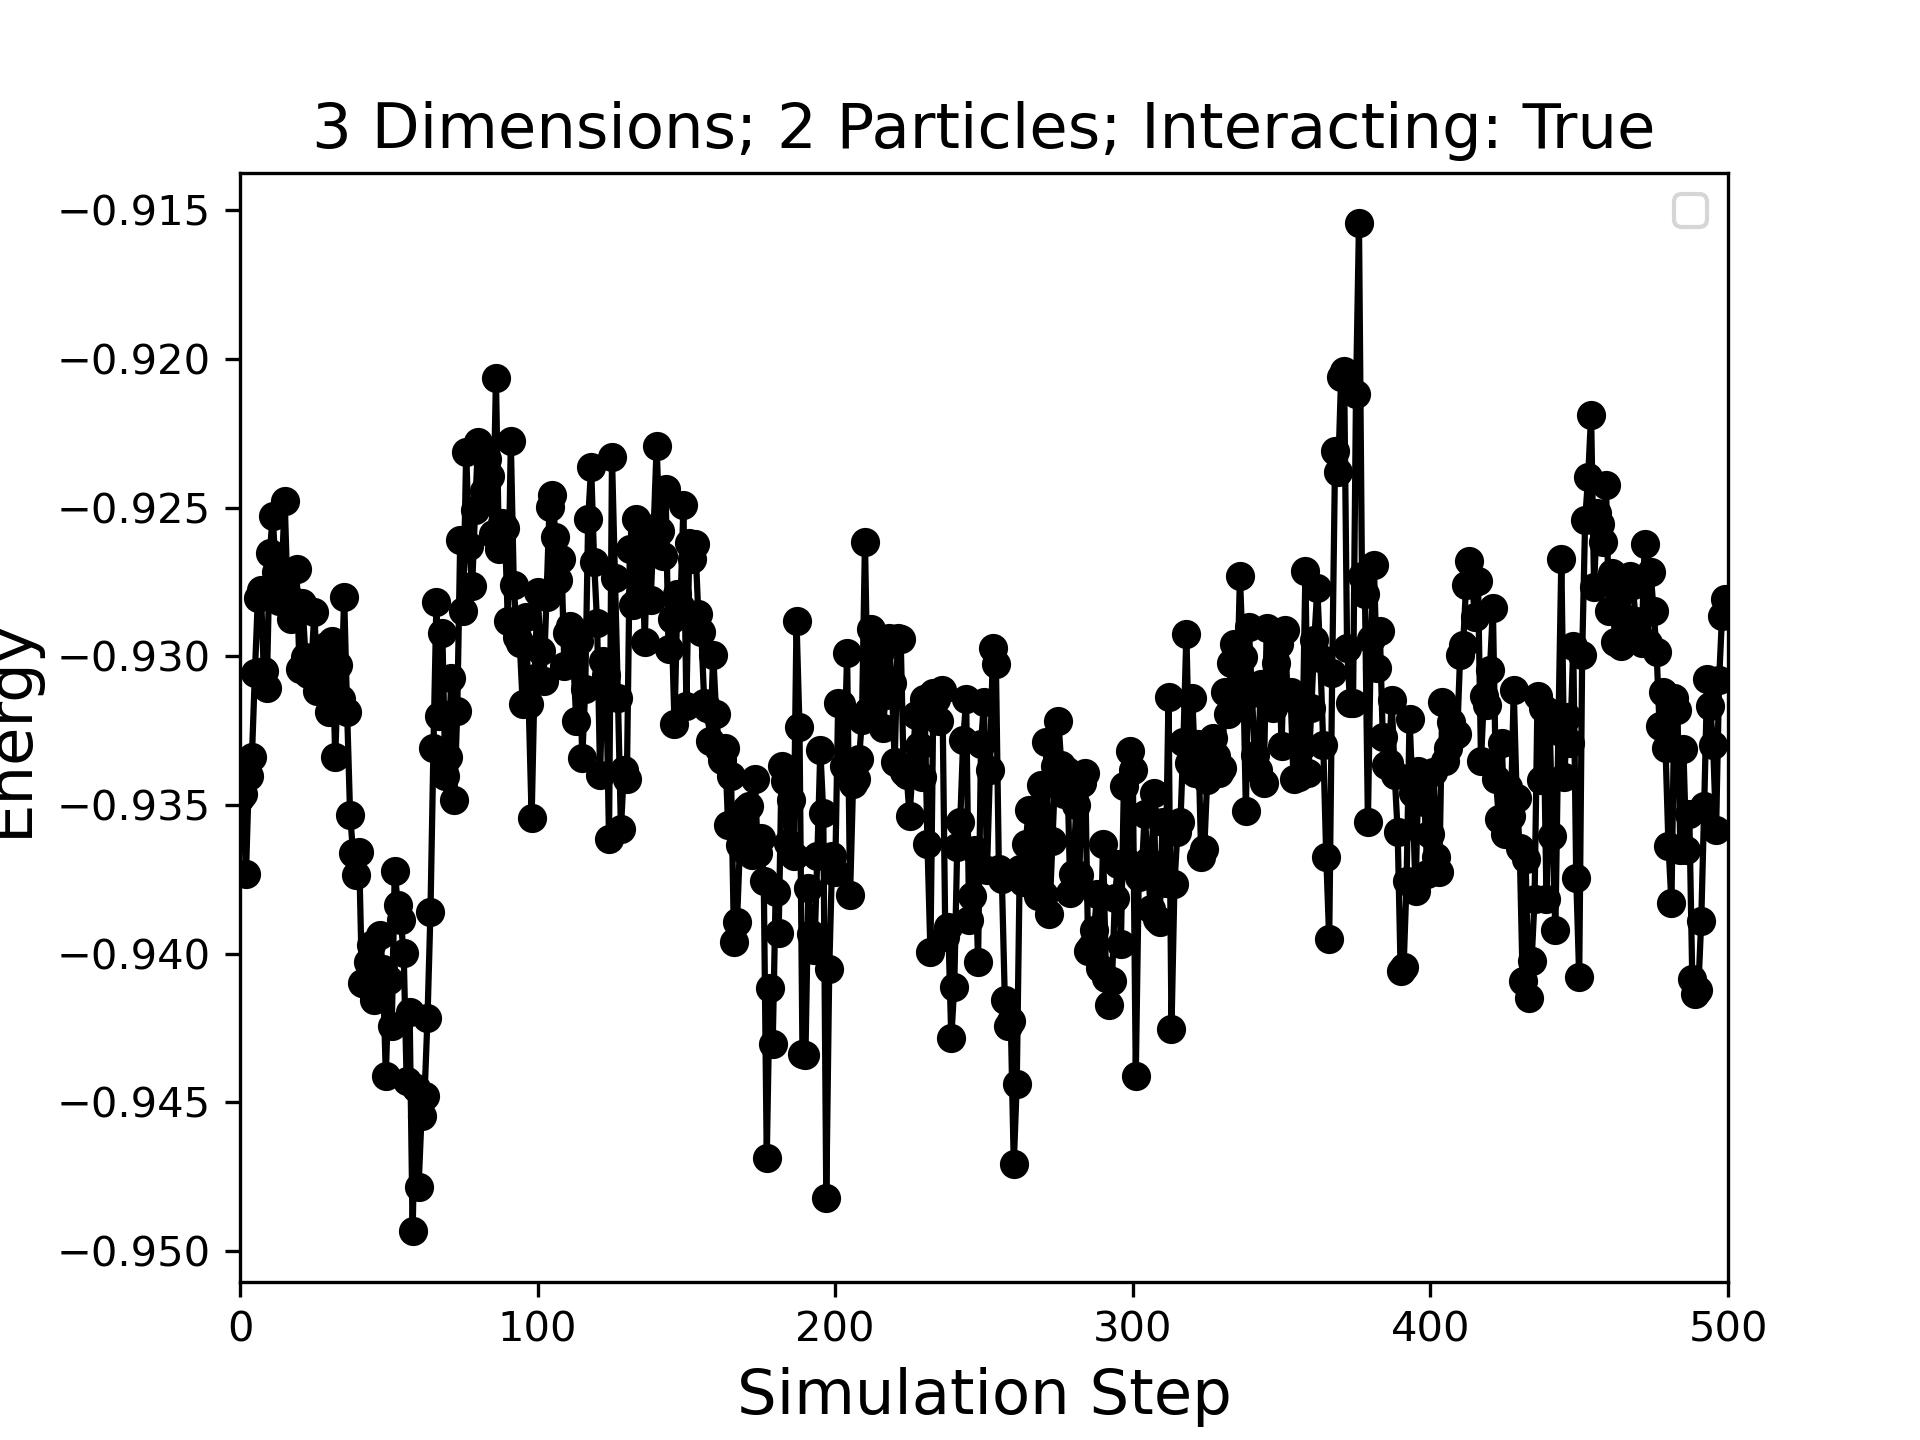 3 Dimensions; 2 Particles; Interacting: True
−0.915
−0.920
−0.925
−0.930
−0.935
−0.940
−0.945
−0.950
Energy
0 100 200 300 400 500
Simulation Step